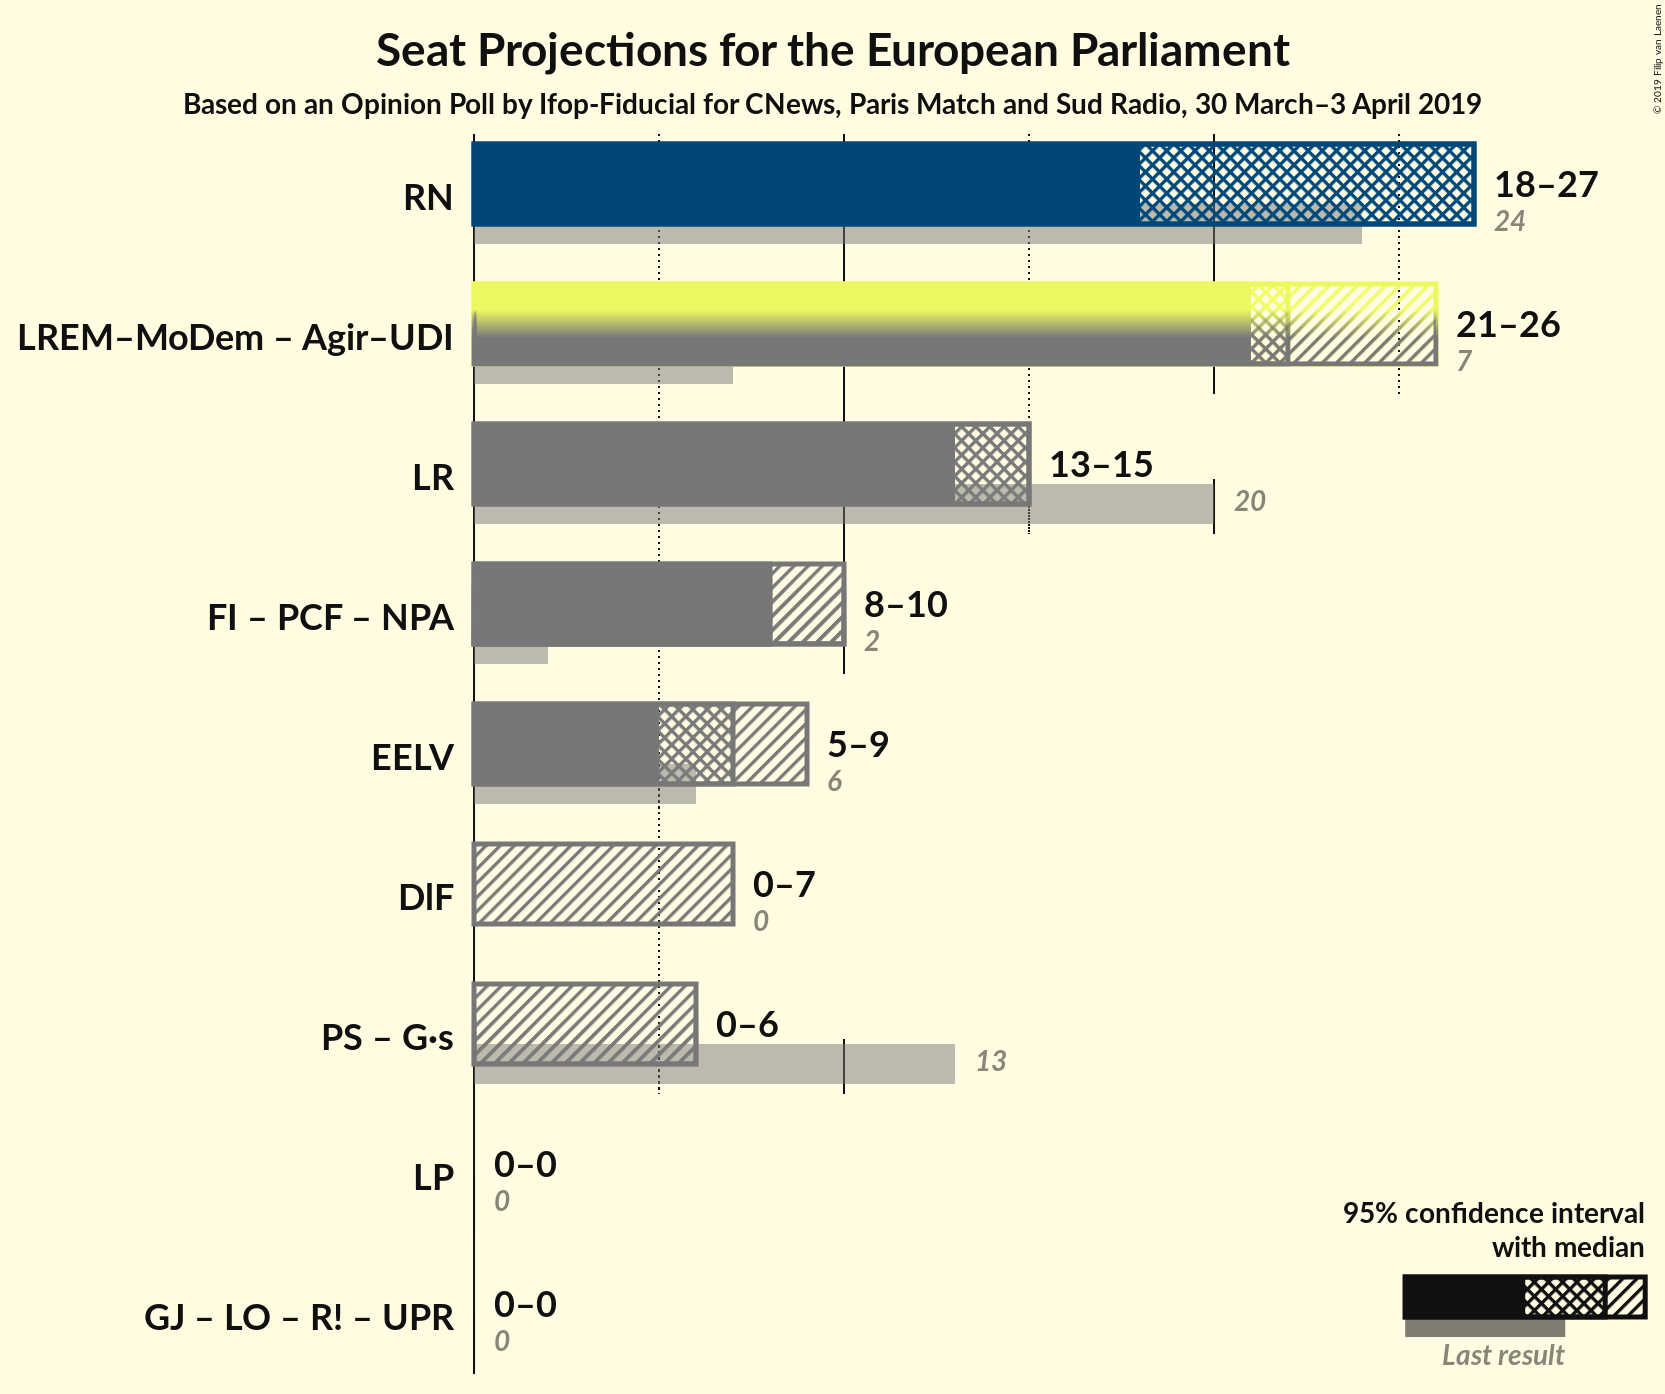 Seat Projections for the European Parliament
Based on an Opinion Poll by Ifop-Fiducial for CNews, Paris Match and Sud Radio, 30 March–3 April 2019
© 2019 Filip van Laenen
RN
18–27
24
LREM–MoDem – Agir–UDI
21–26
7
LR
13–15
20
FI – PCF – NPA
8–10
2
EELV
5–9
6
DlF
0–7
0
PS – G·s
0–6
13
LP
0–0
0
GJ – LO – R! – UPR
0–0
0
95% confidence interval
with median
Last result